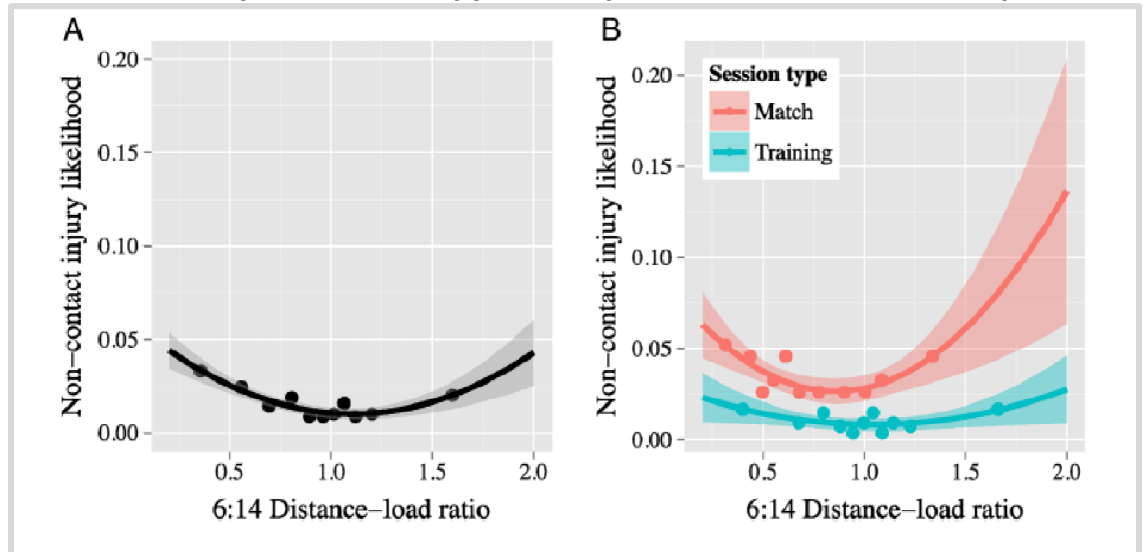 A
Non−contact injury likelihood
0.20
0.15
0.10
0.05
0.00
0.5 1.0 1.5 2.0
6:14 Distance−load ratio
B
Non−contact injury likelihood
0.20
0.15
0.10
0.05
0.00
Session type
Match
Training
0.5 1.0 1.5 2.0
6:14 Distance−load ratio